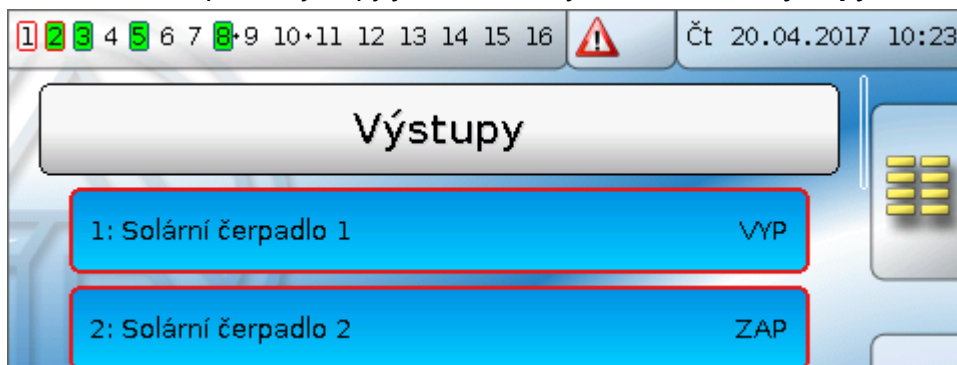 1 2 3 4 5 6 7 8+9 10+11 12 13 14 15 16 Čt 20.04.2017 10:23
Výstupy
1: Solární čerpadlo 1 VYP
2: Solární čerpadlo 2 ZAP